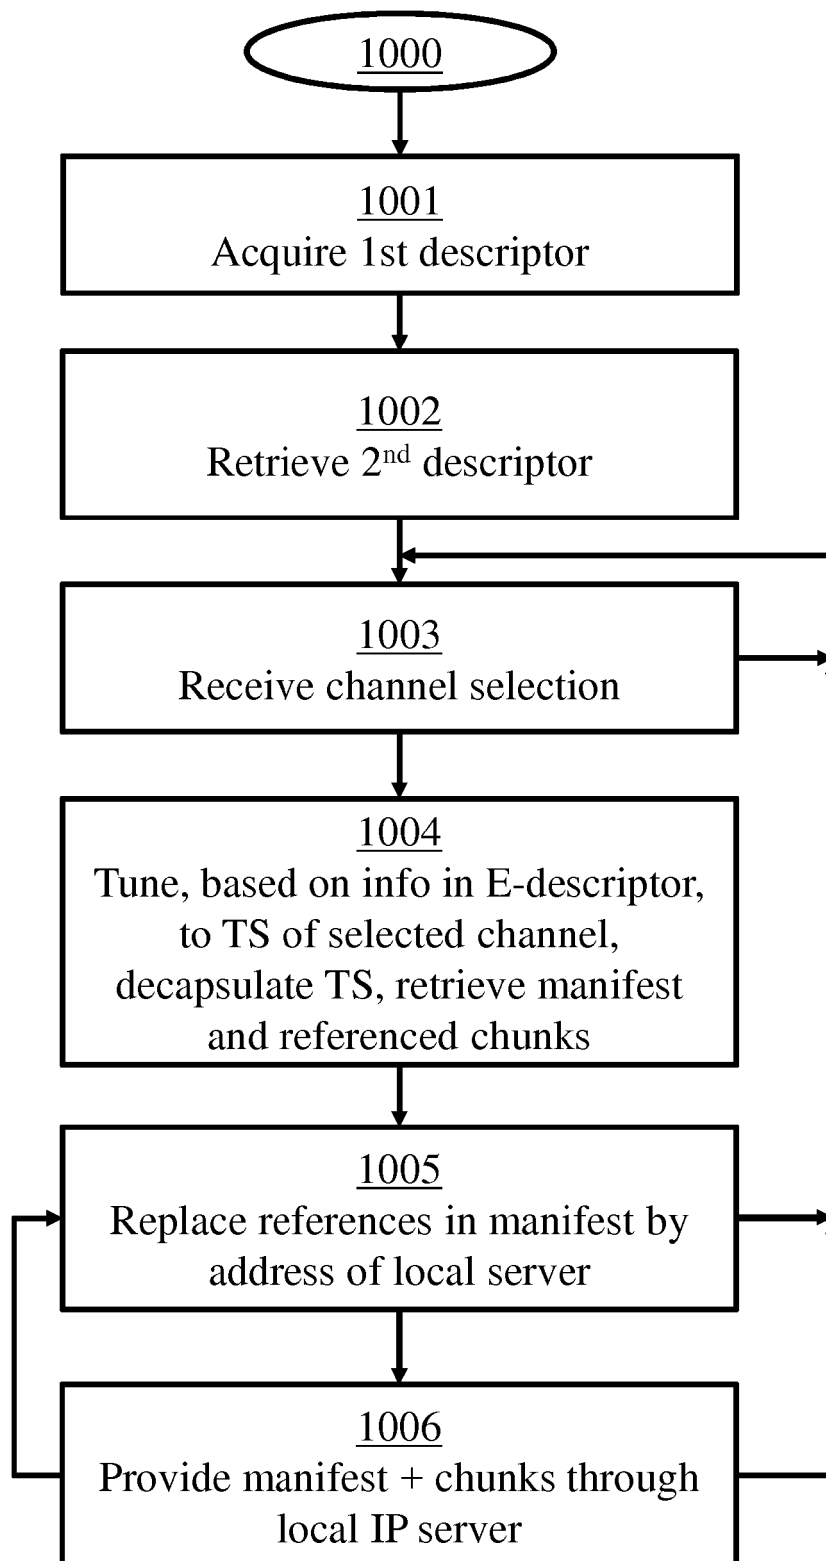 1000
1001
Acquire 1st descriptor
1002
Retrieve 2nd descriptor
1003
Receive channel selection
1004
Tune, based on info in E-descriptor,
to TS of selected channel,
decapsulate TS, retrieve manifest
and referenced chunks
1005
Replace references in manifest by
address of local server
1006
Provide manifest + chunks through
local IP server